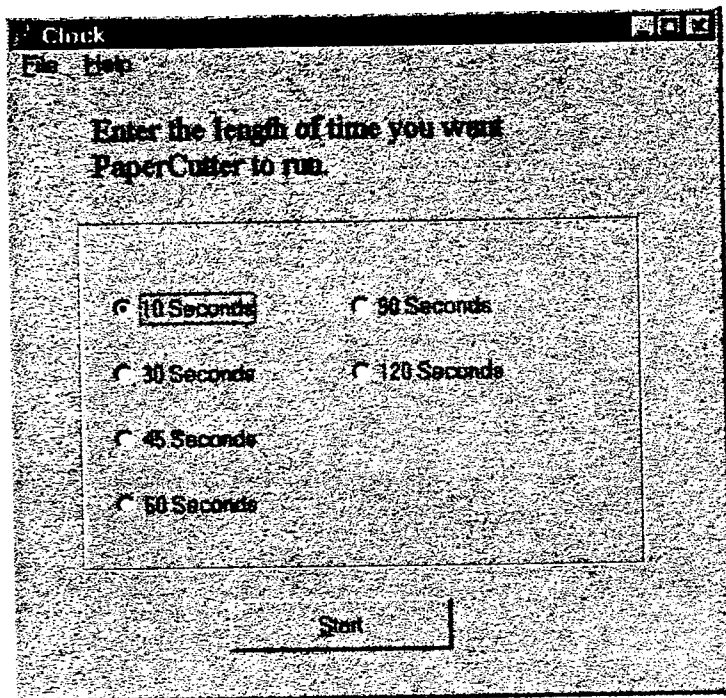 Clock
File Help
Enter the length of time you want
PaperCutter to run.
10 Seconds
30 Seconds
45 Seconds
60 Seconds
90 Seconds
120 Seconds
Start